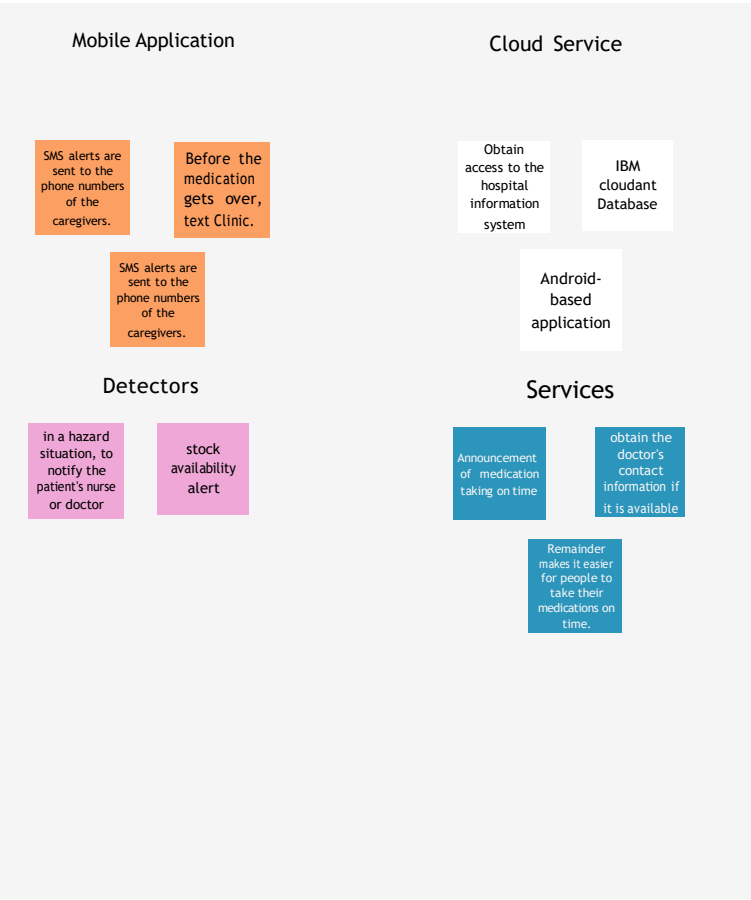 Mobile Application
Cloud Service
SMS alerts are
sent to the
phone numbers
of the
caregivers.
Before the
medication
gets over,
text Clinic.
SMS alerts are
sent to the
phone numbers
of the
caregivers.
Obtain
access to the
hospital
information
system
IBM
cloudant
Database
Android-
based
application
Detectors
Services
in a hazard
situation, to
notify the
patient's nurse
or doctor
stock
availability
alert
Announcement
of medication
taking on time
obtain the
doctor's
contact
information if
it is available
Remainder
makes it easier
for people to
take their
medications on
time.